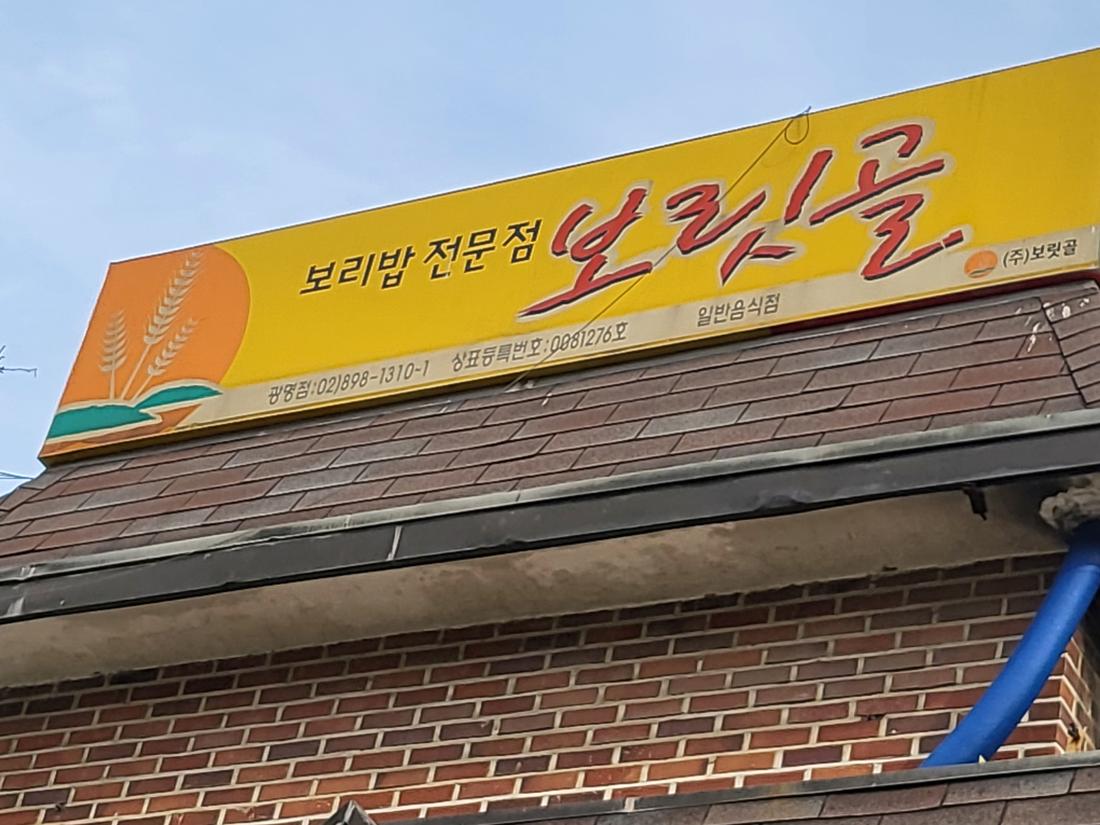 보리밥 전문점 보릿골
광명점:02)898-1310~1 상표등록번호:0081276호 일반음식점 (주)보릿골